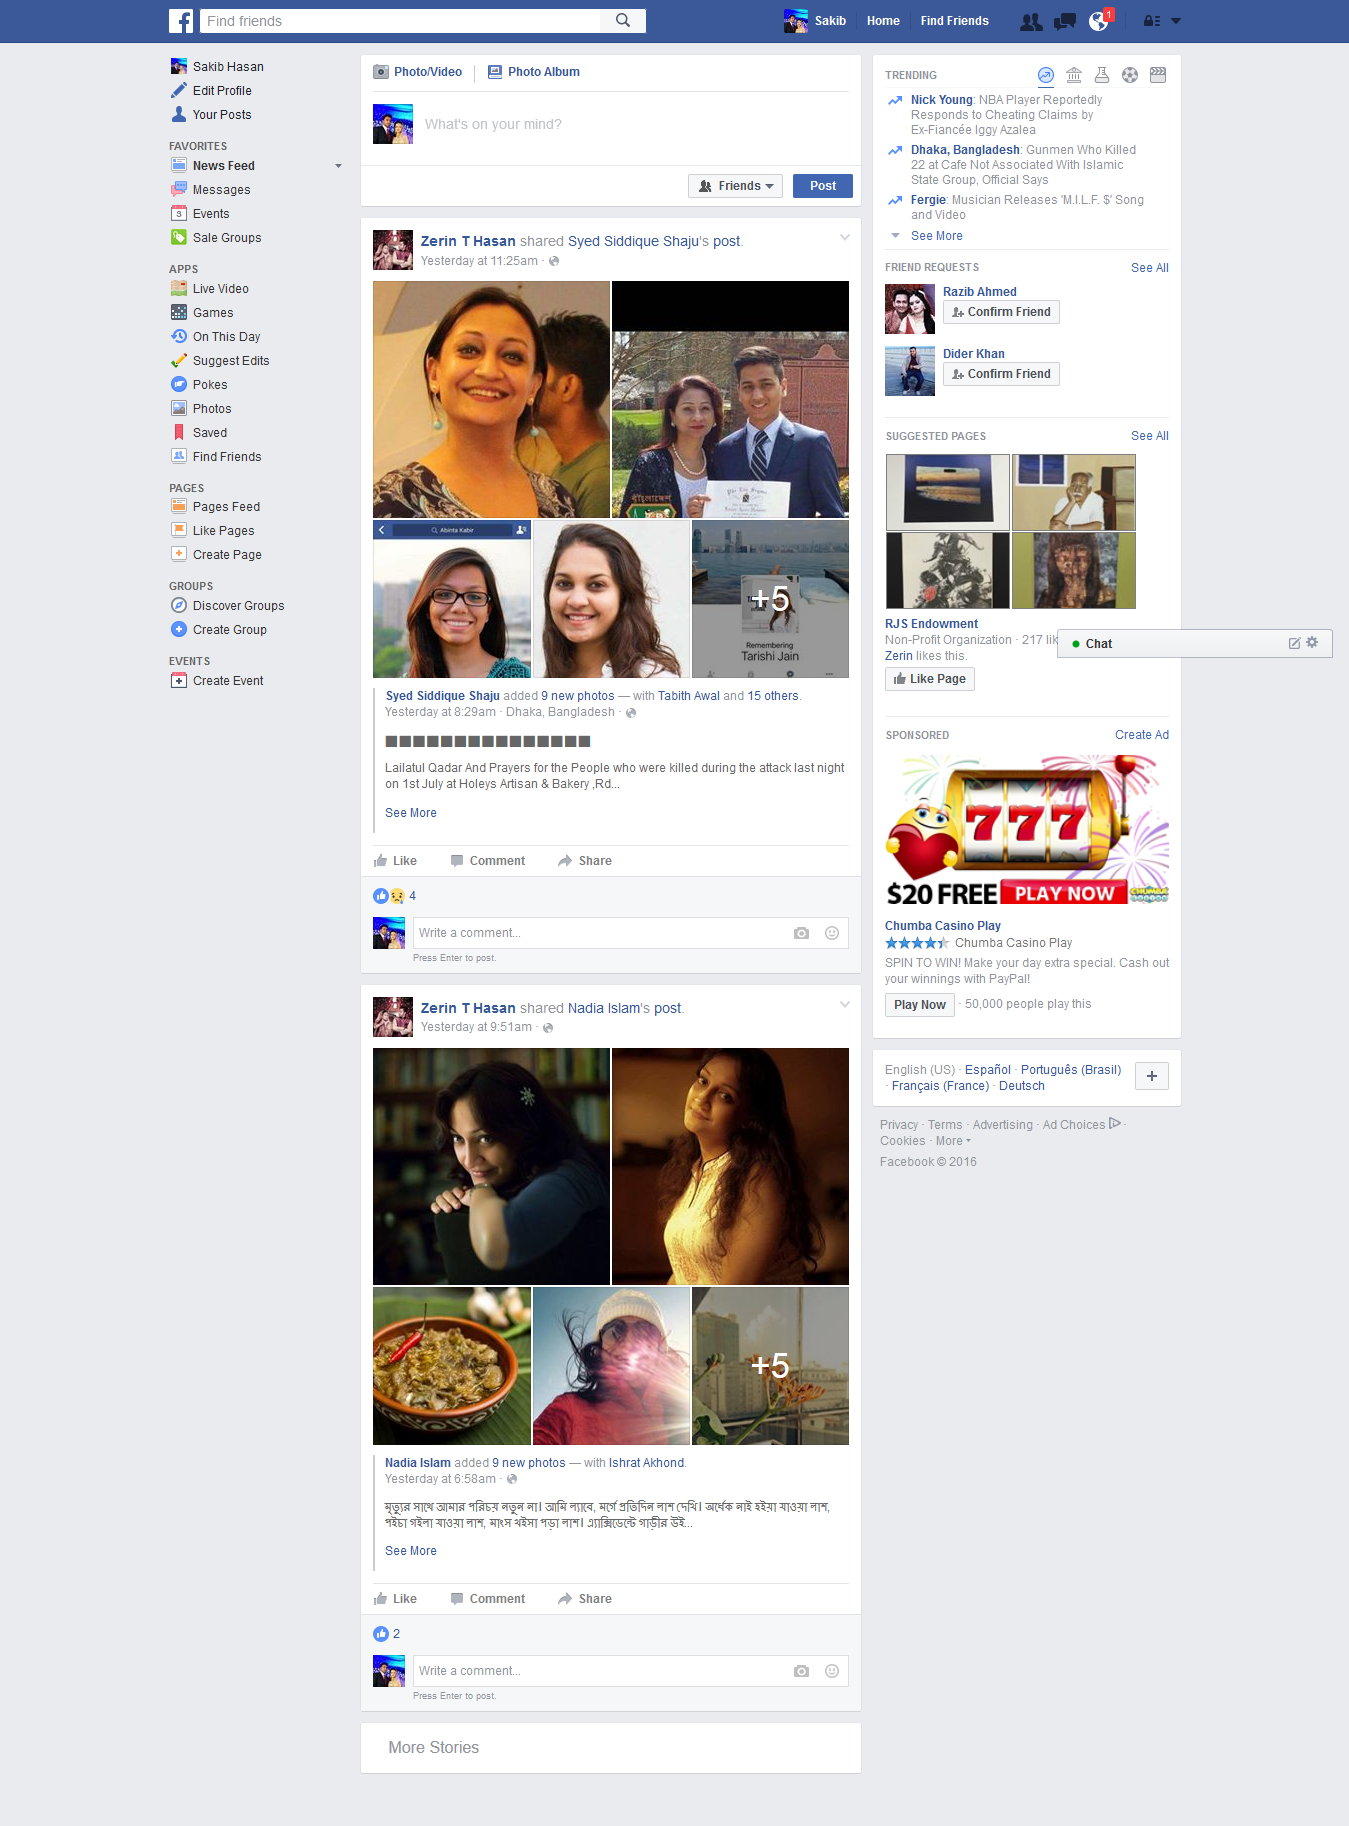 Find friends
Sakib
Home
Find Friends
1
Sakib Hasan
Edit Profile
Your Posts
FAVORITES
News Feed
Messages
Events
Sale Groups
APPS
Live Video
Games
On This Day
Suggest Edits
Pokes
Photos
Saved
Find Friends
PAGES
Pages Feed
Like Pages
Create Page
GROUPS
Discover Groups
Create Group
EVENTS
Create Event
Photo/Video
Photo Album
What's on your mind?
Friends
Post
Zerin T Hasan shared Syed Siddique Shaju's post.
Yesterday at 11:25am ·
Abinta Kabir
+5
Remembering
Tarishi Jain
Syed Siddique Shaju added 9 new photos — with Tabith Awal and 15 others.
Yesterday at 8:29am · Dhaka, Bangladesh ·
■■■■■■■■■■■■■■■
Lailatul Qadar And Prayers for the People who were killed during the attack last night
on 1st July at Holeys Artisan & Bakery ,Rd...
See More
Like
Comment
Share
4
Write a comment...
Press Enter to post.
Zerin T Hasan shared Nadia Islam's post.
Yesterday at 9:51am ·
+5
Nadia Islam added 9 new photos — with Ishrat Akhond.
Yesterday at 6:58am ·
মৃত্যুর সাথে আমার পরিচয় নতুন না। আমি ল্যাবে, মর্গে প্রতিদিন লাশ দেখি। অর্ধেক নাই হইয়া যাওয়া লাশ,
পইচা গইলা যাওয়া লাশ, মাংস খইসা পড়া লাশ। এ্যাক্সিডেন্টে গাড়ীর উই...
See More
Like
Comment
Share
2
Write a comment...
Press Enter to post.
More Stories
TRENDING
Nick Young: NBA Player Reportedly
Responds to Cheating Claims by
Ex-Fiancée Iggy Azalea
Dhaka, Bangladesh: Gunmen Who Killed
22 at Cafe Not Associated With Islamic
State Group, Official Says
Fergie: Musician Releases 'M.I.L.F. $' Song
and Video
See More
FRIEND REQUESTS
See All
Razib Ahmed
Confirm Friend
Dider Khan
Confirm Friend
SUGGESTED PAGES
See All
RJS Endowment
Non-Profit Organization · 217 lik
Zerin likes this.
Like Page
Chat
SPONSORED
Create Ad
777
$20 FREE
PLAY NOW
CHUMBA
Chumba Casino Play
Chumba Casino Play
SPIN TO WIN! Make your day extra special. Cash out
your winnings with PayPal!
Play Now
· 50,000 people play this
English (US) · Español · Português (Brasil)
· Français (France) · Deutsch
Privacy · Terms · Advertising · Ad Choices ·
Cookies · More
Facebook © 2016